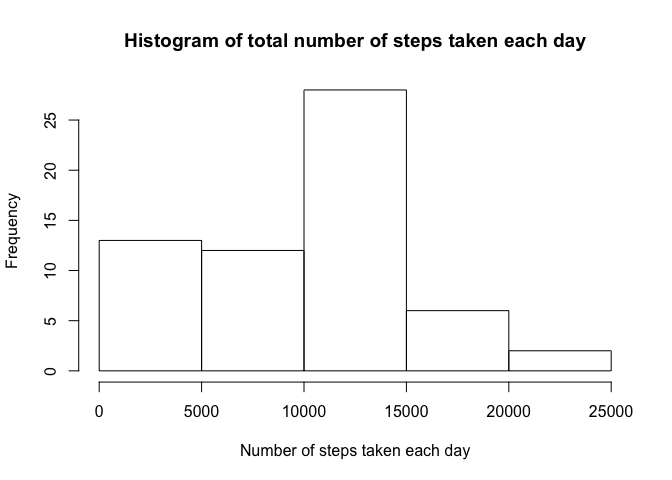 Histogram of total number of steps taken each day
Frequency
25
20
15
10
5
0
0 5000 10000 15000 20000 25000
Number of steps taken each day